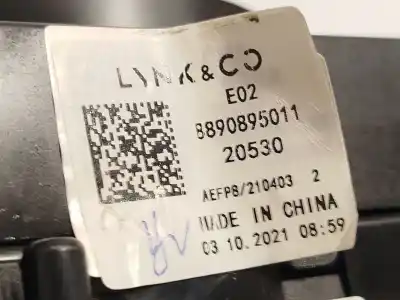 LYNK & CO
E02
8890895011
20530
AEFP8/210403 2
MADE IN CHINA
03 10.2021 08:59